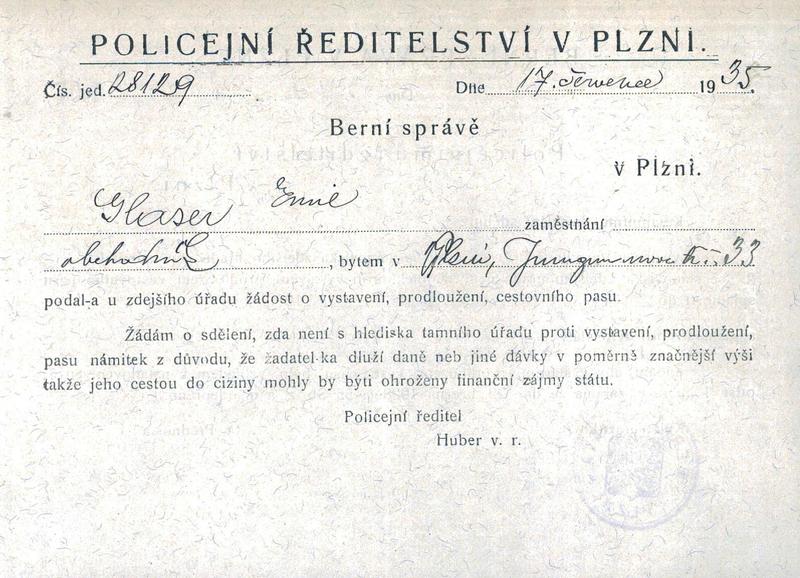 POLICEJNÍ ŘEDITELSTVÍ V PLZNI.
Čís. jed. 28129 Dne 17. července 1935.
Berní správě
v Plzni.
Glaser Emil zaměstnání
obchodník, bytem v Plzni, Jungmannova tř. 33
podal-a u zdejšího úřadu žádost o vystavení, prodloužení, cestovního pasu.
Žádám o sdělení, zda není s hlediska tamního úřadu proti vystavení, prodloužení,
pasu námitek z důvodu, že žadatel-ka dluží daně neb jiné dávky v poměrně značnější výši
takže jeho cestou do ciziny mohly by býti ohroženy finanční zájmy státu.
Policejní ředitel
Huber v. r.